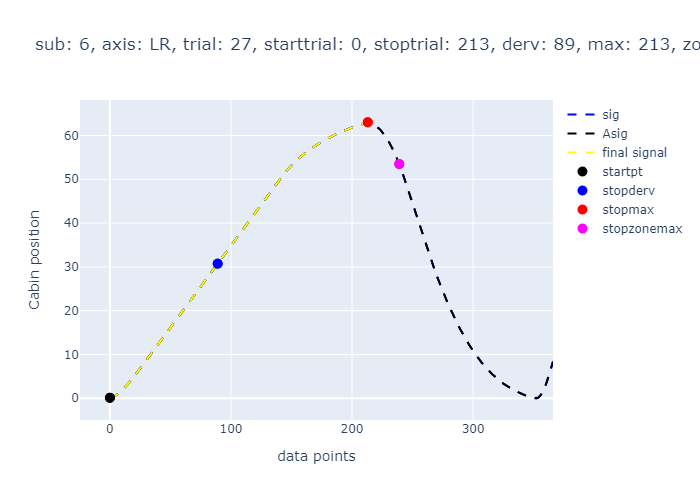 sub: 6, axis: LR, trial: 27, starttrial: 0, stoptrial: 213, derv: 89, max: 213, zo
sig
Asig
final signal
startpt
stopderv
stopmax
stopzonemax
Cabin position
60
50
40
30
20
10
0
0 100 200 300
data points